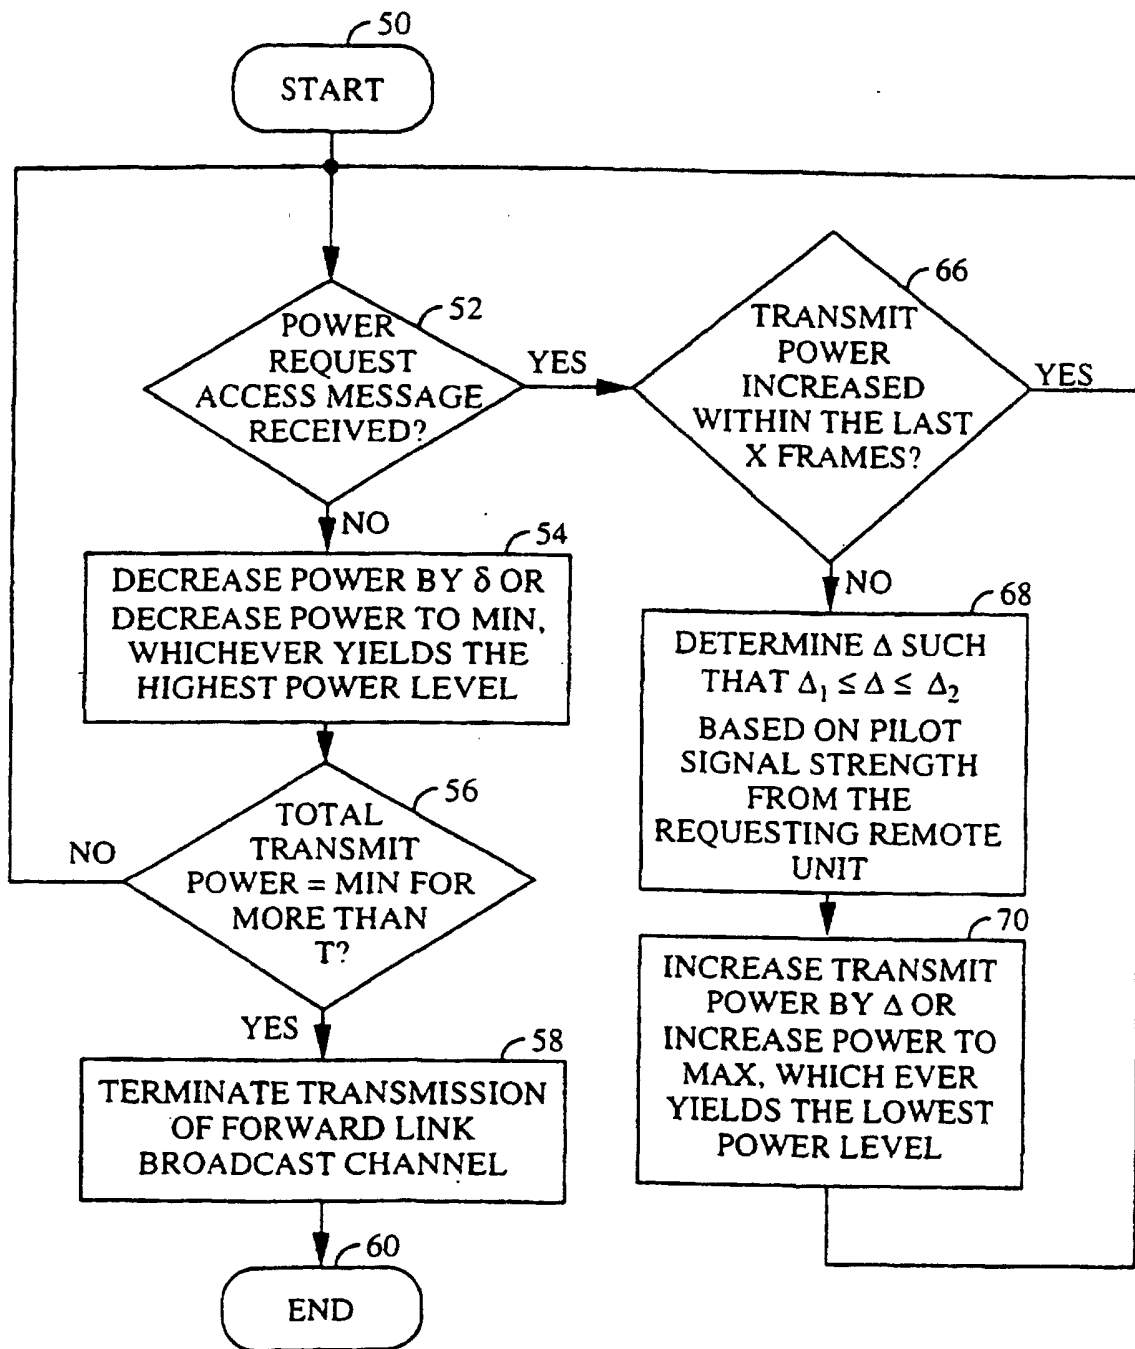 50
START
52
POWER
REQUEST
ACCESS MESSAGE
RECEIVED?
YES
NO
66
TRANSMIT
POWER
INCREASED
WITHIN THE LAST
X FRAMES?
YES
NO
54
DECREASE POWER BY δ OR
DECREASE POWER TO MIN,
WHICHEVER YIELDS THE
HIGHEST POWER LEVEL
56
TOTAL
TRANSMIT
POWER = MIN FOR
MORE THAN
T?
NO
YES
58
TERMINATE TRANSMISSION
OF FORWARD LINK
BROADCAST CHANNEL
60
END
68
DETERMINE Δ SUCH
THAT Δ₁ ≤ Δ ≤ Δ₂
BASED ON PILOT
SIGNAL STRENGTH
FROM THE
REQUESTING REMOTE
UNIT
70
INCREASE TRANSMIT
POWER BY Δ OR
INCREASE POWER TO
MAX, WHICH EVER
YIELDS THE LOWEST
POWER LEVEL